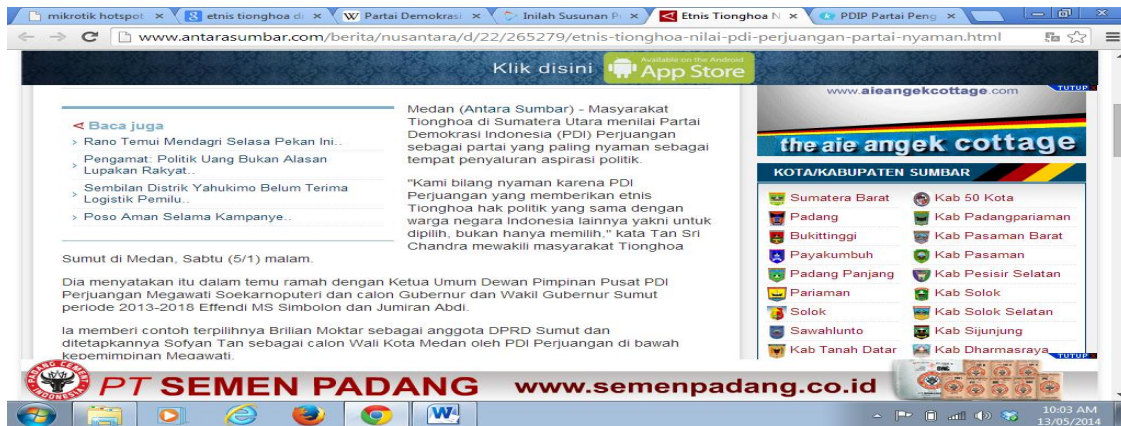 mikrotik hotspot
etnis tionghoa di
Partai Demokrasi
Inilah Susunan P
Etnis Tionghoa N
PDIP Partai Peng
www.antarasumbar.com/berita/nusantara/d/22/265279/etnis-tionghoa-nilai-pdi-perjuangan-partai-nyaman.html
Klik disini
Available on the Android
App Store
Baca juga
Rano Temui Mendagri Selasa Pekan Ini..
Pengamat: Politik Uang Bukan Alasan
Lupakan Rakyat..
Sembilan Distrik Yahukimo Belum Terima
Logistik Pemilu..
Poso Aman Selama Kampanye..
Medan (Antara Sumbar) - Masyarakat
Tionghoa di Sumatera Utara menilai Partai
Demokrasi Indonesia (PDI) Perjuangan
sebagai partai yang paling nyaman sebagai
tempat penyaluran aspirasi politik.
"Kami bilang nyaman karena PDI
Perjuangan yang memberikan etnis
Tionghoa hak politik yang sama dengan
warga negara Indonesia lainnya yakni untuk
dipilih, bukan hanya memilih," kata Tan Sri
Chandra mewakili masyarakat Tionghoa
Sumut di Medan, Sabtu (5/1) malam.
Dia menyatakan itu dalam temu ramah dengan Ketua Umum Dewan Pimpinan Pusat PDI
Perjuangan Megawati Soekarnoputeri dan calon Gubernur dan Wakil Gubernur Sumut
periode 2013-2018 Effendi MS Simbolon dan Jumiran Abdi.
Ia memberi contoh terpilihnya Brilian Moktar sebagai anggota DPRD Sumut dan
ditetapkannya Sofyan Tan sebagai calon Wali Kota Medan oleh PDI Perjuangan di bawah
kepemimpinan Megawati.
www.aieangekcottage.com
TUTUP
the aie angek cottage
KOTA/KABUPATEN SUMBAR
Sumatera Barat
Kab 50 Kota
Padang
Kab Padangpariaman
Bukittinggi
Kab Pasaman Barat
Payakumbuh
Kab Pasaman
Padang Panjang
Kab Pesisir Selatan
Pariaman
Kab Solok
Solok
Kab Solok Selatan
Sawahlunto
Kab Sijunjung
Kab Tanah Datar
Kab Dharmasraya
TUTUP
PT SEMEN PADANG
www.semenpadang.co.id
10:03 AM
13/05/2014